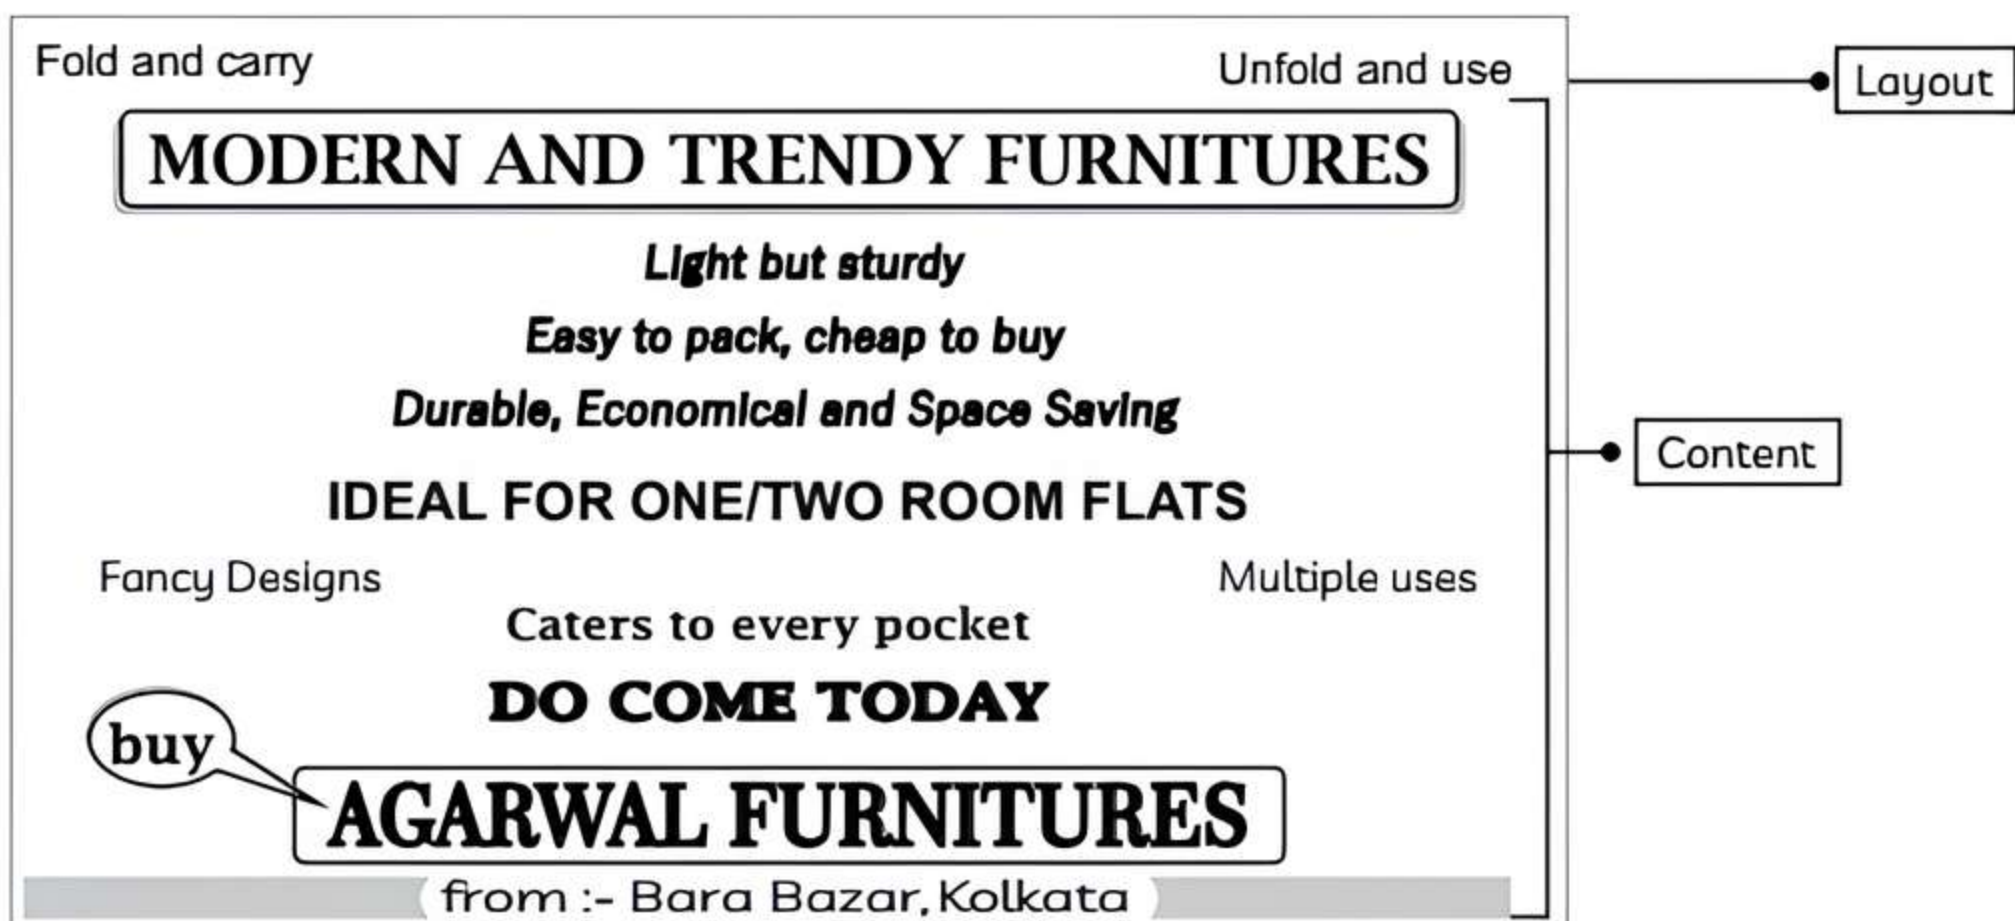 Fold and carry
Unfold and use
Layout
MODERN AND TRENDY FURNITURES
Light but sturdy
Easy to pack, cheap to buy
Durable, Economical and Space Saving
Content
IDEAL FOR ONE/TWO ROOM FLATS
Fancy Designs
Multiple uses
Caters to every pocket
DO COME TODAY
buy
AGARWAL FURNITURES
from :- Bara Bazar, Kolkata